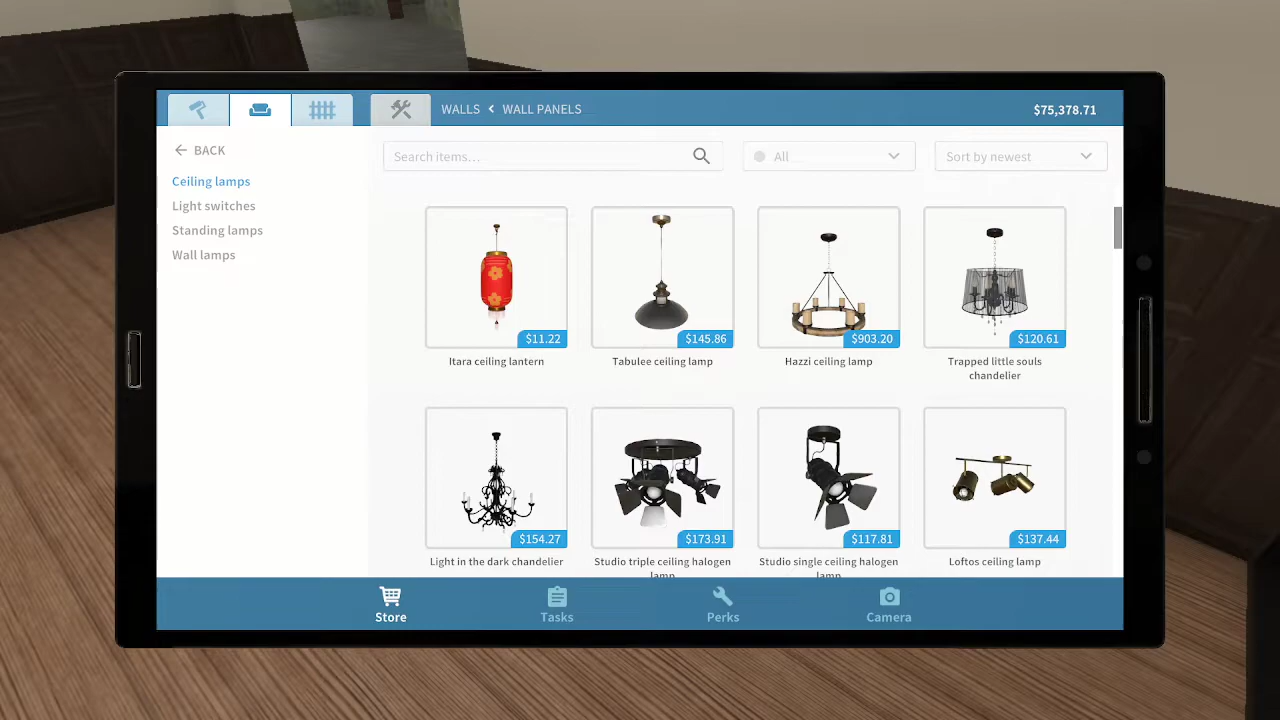 WALLS < WALL PANELS
$75,378.71
BACK
Search items...
All
Sort by newest
Ceiling lamps
Light switches
Standing lamps
Wall lamps
$11.22
$145.86
$903.20
$120.61
Itara ceiling lantern
Tabulee ceiling lamp
Hazzi ceiling lamp
Trapped little souls
chandelier
$154.27
$173.91
$117.81
$137.44
Light in the dark chandelier
Studio triple ceiling halogen
lamp
Studio single ceiling halogen
lamp
Loftos ceiling lamp
Store
Tasks
Perks
Camera